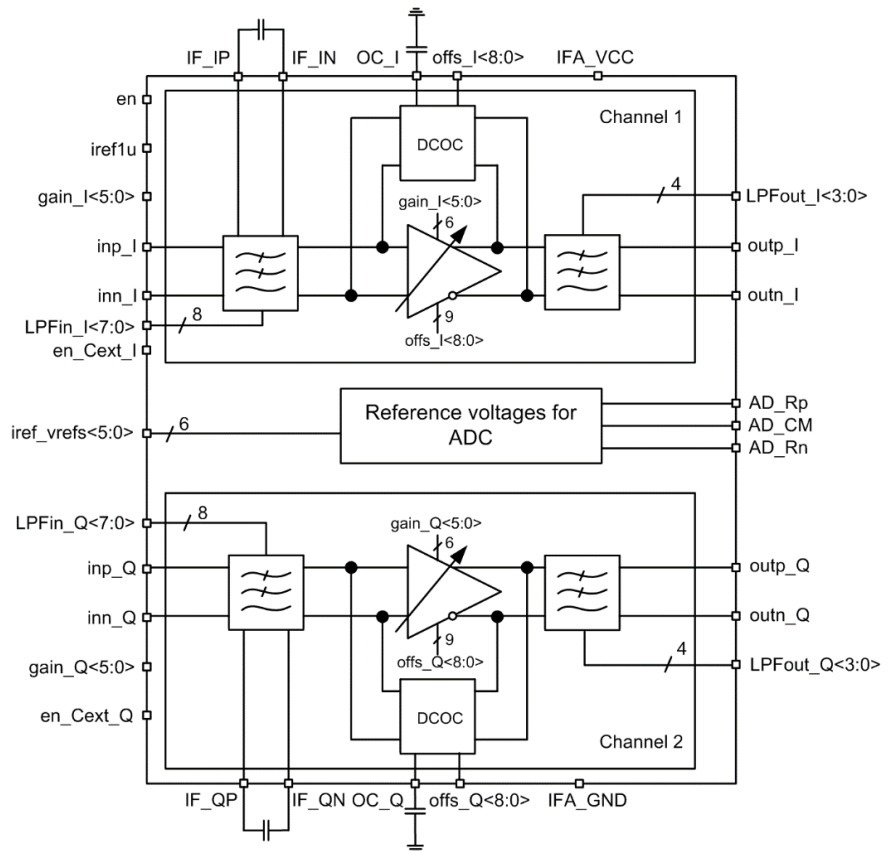 IF_IP
IF_IN
OC_I
offs_I<8:0>
IFA_VCC
en
Channel 1
iref1u
DCOC
gain_I<5:0>
gain_I<5:0>
6
4
LPFout_I<3:0>
inp_I
outp_I
inn_I
outn_I
LPFin_I<7:0>
8
9
offs_I<8:0>
en_Cext_I
Reference voltages for
ADC
AD_Rp
AD_CM
AD_Rn
iref_vrefs<5:0>
6
LPFin_Q<7:0>
8
gain_Q<5:0>
6
inp_Q
outp_Q
inn_Q
outn_Q
9
offs_Q<8:0>
gain_Q<5:0>
4
LPFout_Q<3:0>
DCOC
en_Cext_Q
Channel 2
IF_QP
IF_QN
OC_Q
offs_Q<8:0>
IFA_GND